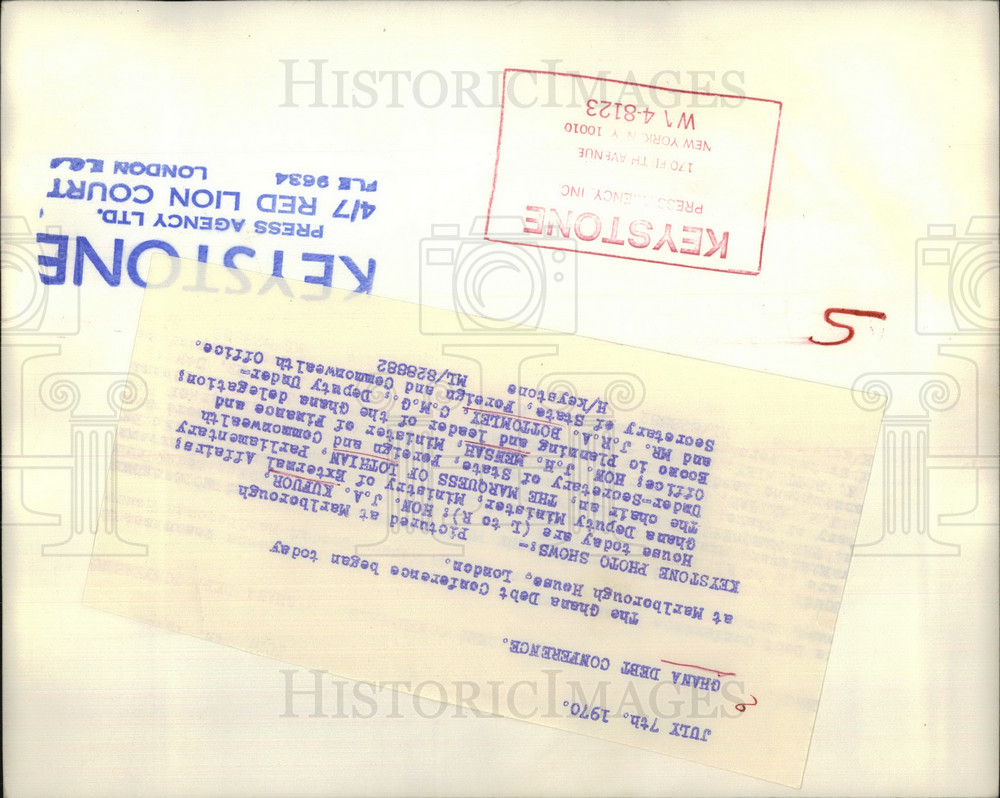 JULY 7th. 1970.
GHANA DEBT CONFERENCE.
The Ghana Debt Conference began today
at Marlborough House, London.
KEYSTONE PHOTO SHOWS:-
Pictured at Marlborough
House today are (L to R): HON. J.A. KUFUOR,
Ghana Deputy Minister, Ministry of External Affairs;
The chair an; THE MARQUESS OF LOTHIAN, Parliamentary
Under-Secretary of State, Foreign and Commonwealth
Office; HON. J.H. MENSAH, Minister of Finance and
Econmo ic Planning and leader of the Ghana delegation;
and MR. J.R.A. BOTTOMLEY, C.M.G., Deputy Under-
Secretary of State, Foreign and Commonwealth Office.
H/keystone
ML/828882
2
5
KEYSTONE
PRESS AGENCY LTD.
4/7 RED LION COURT
FLE 9634 LONDON E.C.4
KEYSTONE
PRESS AGENCY INC
170 FIFTH AVENUE
NEW YORK, N.Y. 10010
WA 4-8123
HISTORICIMAGES
HISTORICIMAGES